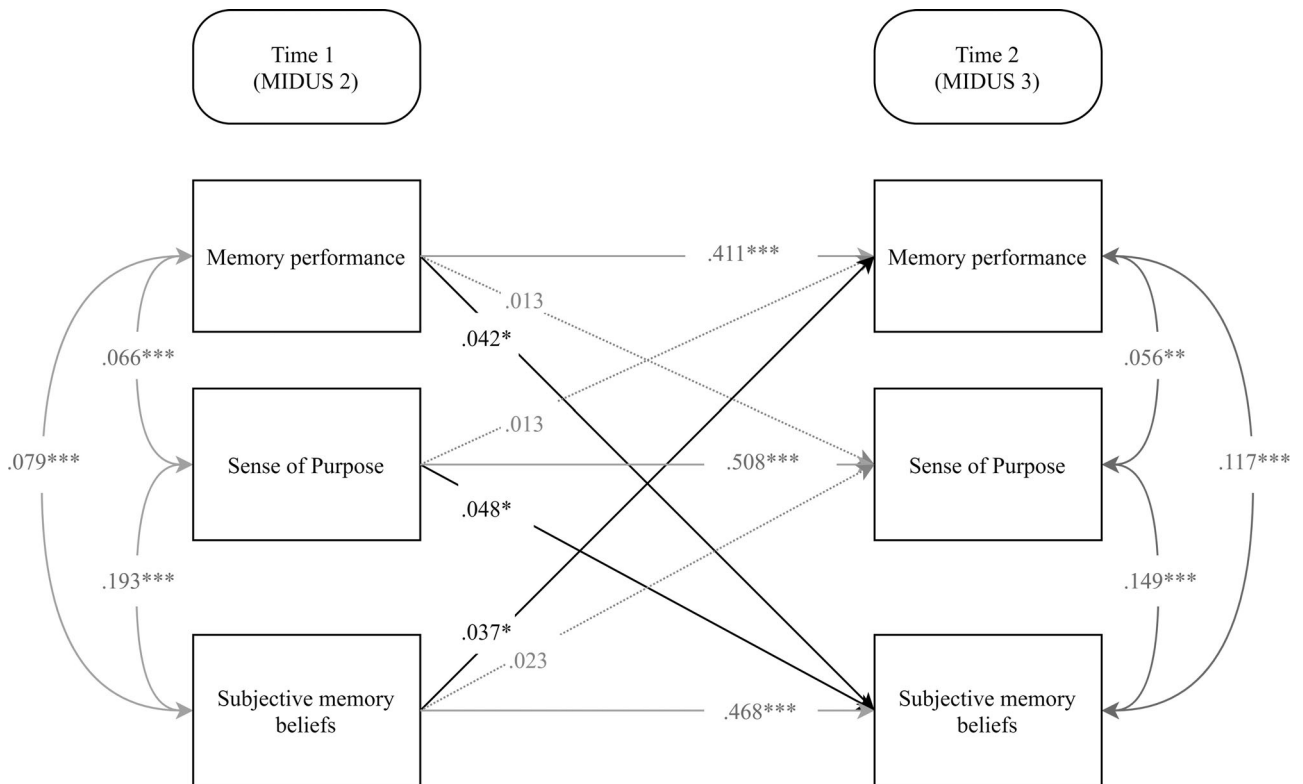 Time 1
(MIDUS 2)
Time 2
(MIDUS 3)
Memory performance
.411***
Memory performance
.013
.042*
.066***
.056**
.013
Sense of Purpose
.508***
Sense of Purpose
.079***
.117***
.048*
.193***
.149***
.037*
.023
Subjective memory
beliefs
.468***
Subjective memory
beliefs